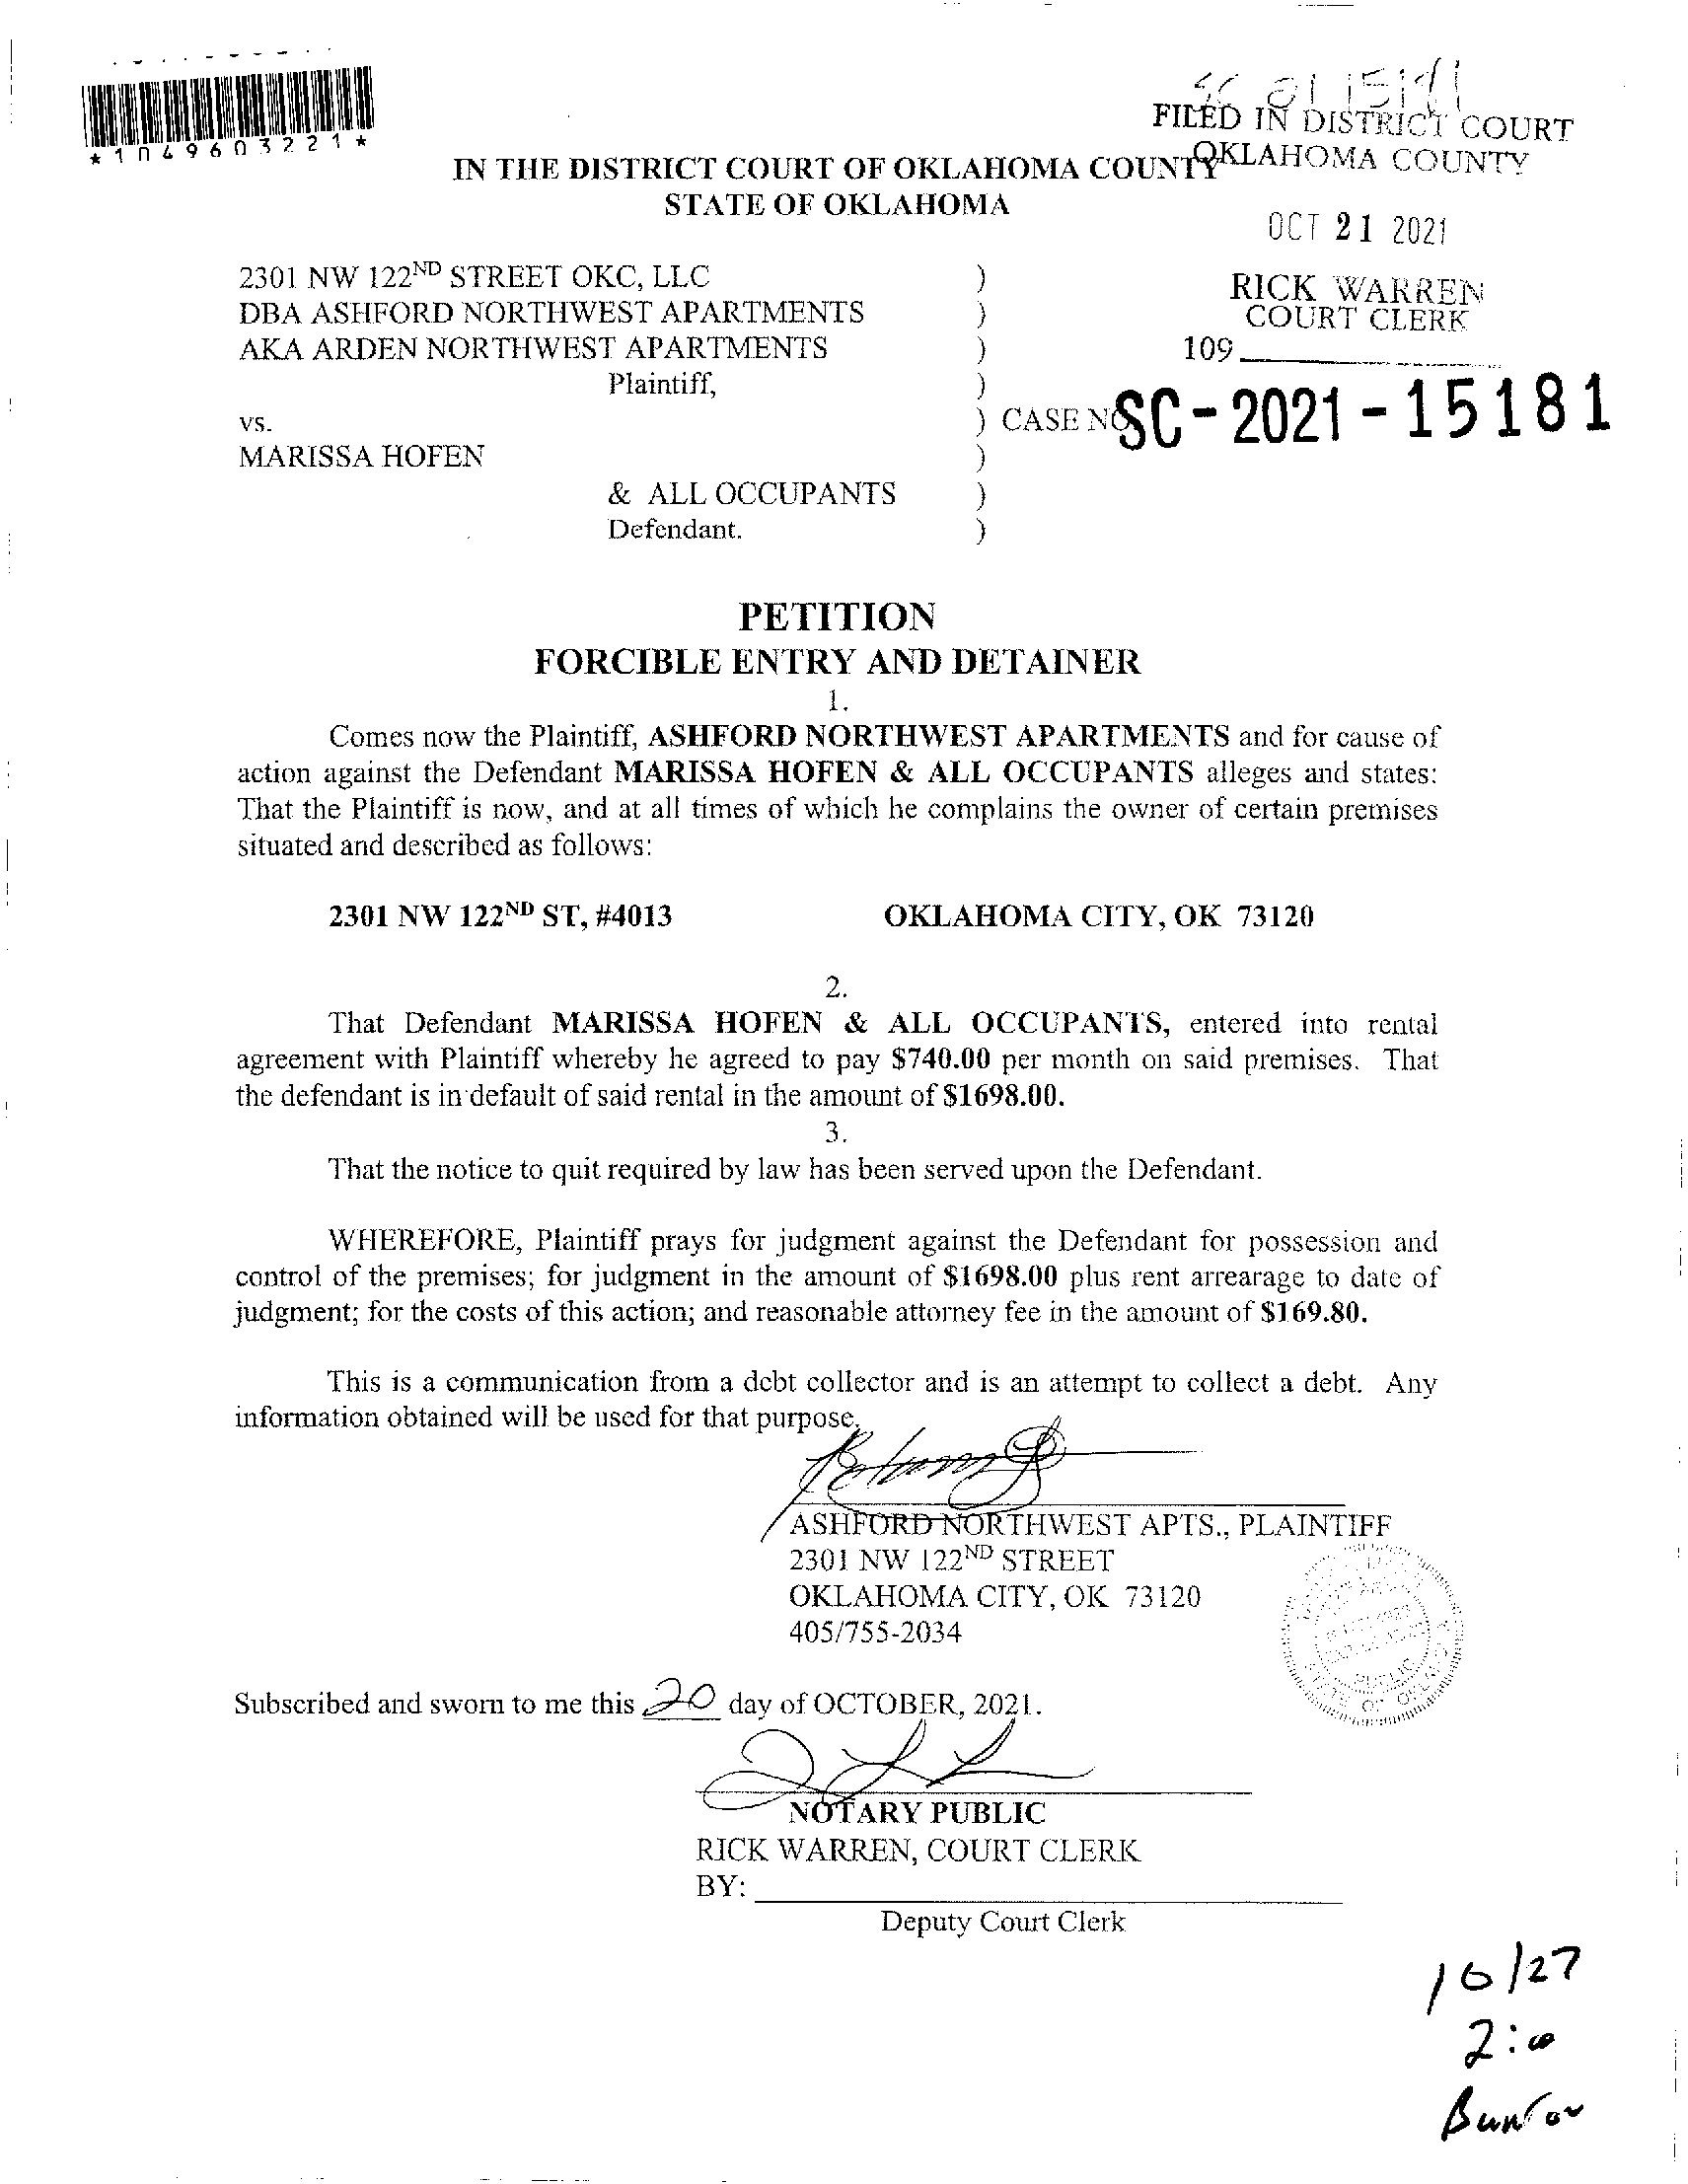 *1049603221*
FILED IN DISTRICT COURT
OKLAHOMA COUNTY
IN THE DISTRICT COURT OF OKLAHOMA COUNTY
STATE OF OKLAHOMA
OCT 21 2021
2301 NW 122ND STREET OKC, LLC )
RICK WARREN
DBA ASHFORD NORTHWEST APARTMENTS )
COURT CLERK
AKA ARDEN NORTHWEST APARTMENTS )
109
Plaintiff, )
vs. ) CASE NO SC-2021-15181
MARISSA HOFEN )
& ALL OCCUPANTS )
Defendant. )
PETITION
FORCIBLE ENTRY AND DETAINER
1.
Comes now the Plaintiff, ASHFORD NORTHWEST APARTMENTS and for cause of
action against the Defendant MARISSA HOFEN & ALL OCCUPANTS alleges and states:
That the Plaintiff is now, and at all times of which he complains the owner of certain premises
situated and described as follows:
2301 NW 122ND ST, #4013 OKLAHOMA CITY, OK 73120
2.
That Defendant MARISSA HOFEN & ALL OCCUPANTS, entered into rental
agreement with Plaintiff whereby he agreed to pay $740.00 per month on said premises. That
the defendant is in default of said rental in the amount of $1698.00.
3.
That the notice to quit required by law has been served upon the Defendant.
WHEREFORE, Plaintiff prays for judgment against the Defendant for possession and
control of the premises; for judgment in the amount of $1698.00 plus rent arrearage to date of
judgment; for the costs of this action; and reasonable attorney fee in the amount of $169.80.
This is a communication from a debt collector and is an attempt to collect a debt. Any
information obtained will be used for that purpose.
ASHFORD NORTHWEST APTS., PLAINTIFF
2301 NW 122ND STREET
OKLAHOMA CITY, OK 73120
405/755-2034
PUBLIC
Subscribed and sworn to me this 20 day of OCTOBER, 2021.
NOTARY PUBLIC
RICK WARREN, COURT CLERK
BY:
Deputy Court Clerk
10/27
2:00